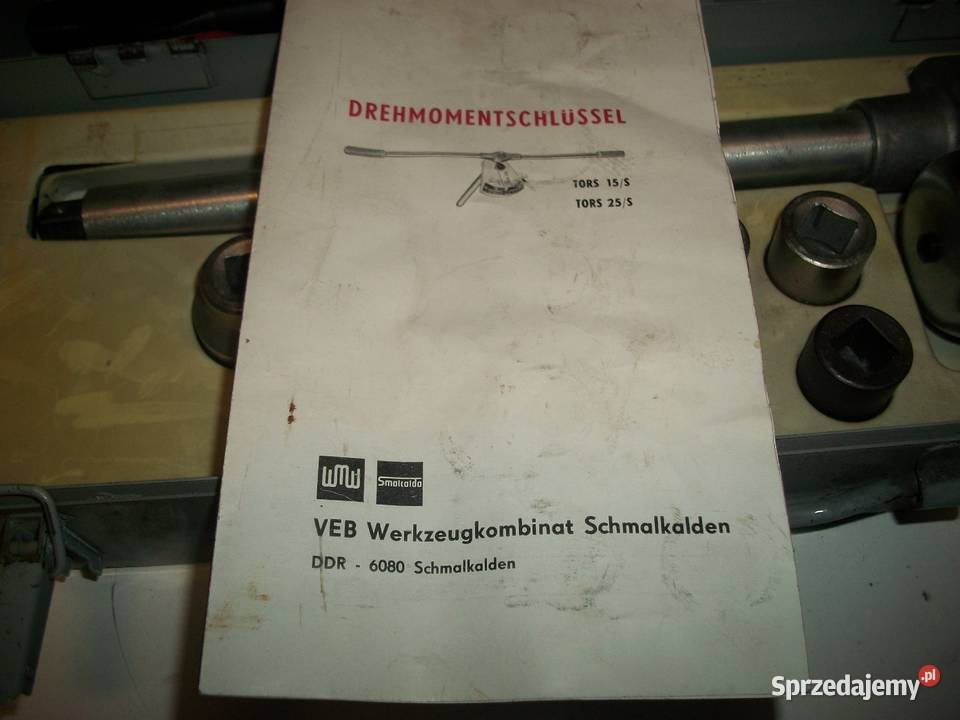 DREHMOMENTSCHLÜSSEL
TORS 15/S
TORS 25/S
WMW
Smalcalda
VEB Werkzeugkombinat Schmalkalden
DDR - 6080 Schmalkalden
Sprzedajemy.pl